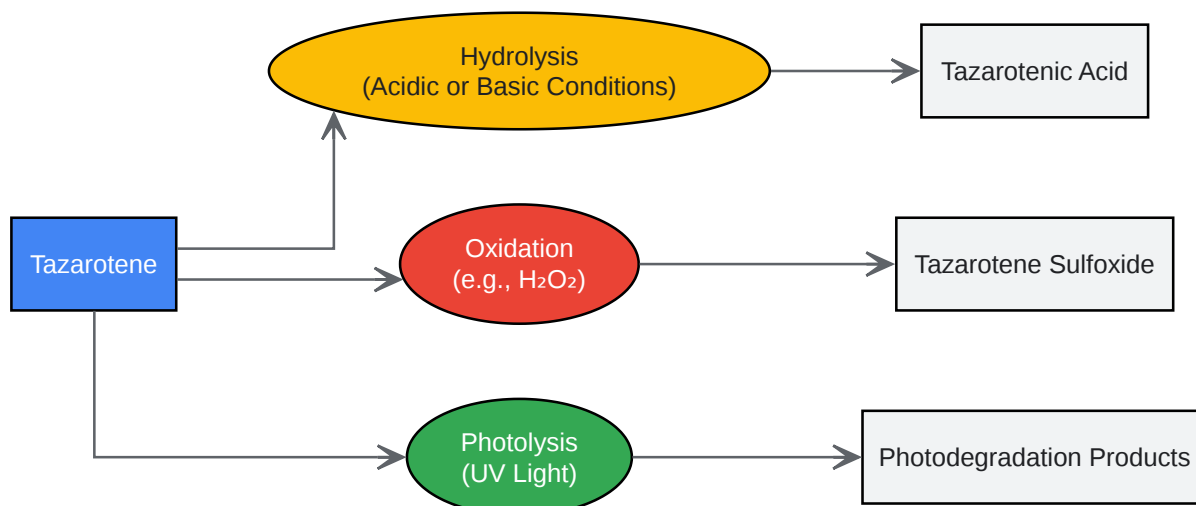 Hydrolysis
(Acidic or Basic Conditions)
Tazarotenic Acid
Tazarotene
Oxidation
(e.g., H₂O₂)
Tazarotene Sulfoxide
Photolysis
(UV Light)
Photodegradation Products